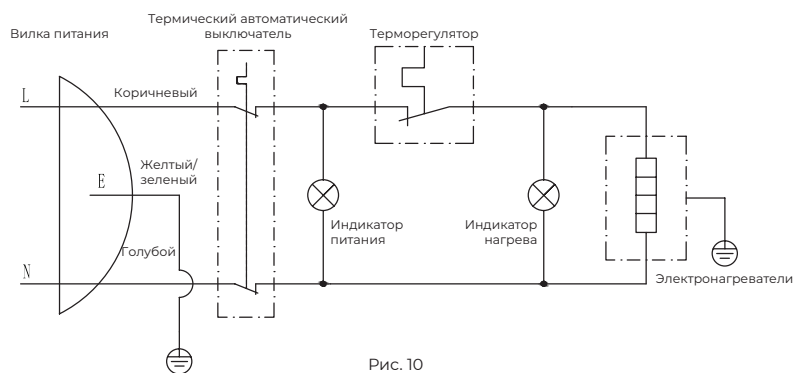 Термический автоматический
выключатель
Вилка питания
Терморегулятор
L
Коричневый
Желтый/
зеленый
E
Индикатор
питания
Индикатор
нагрева
Голубой
N
Электронагреватели
Рис. 10